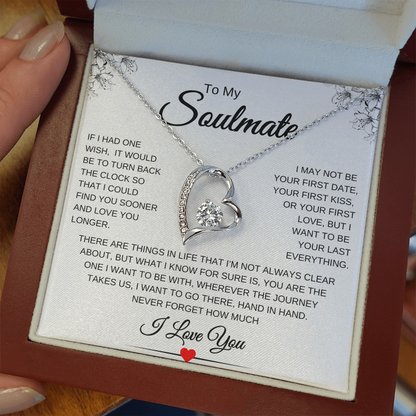 To My
Soulmate
IF I HAD ONE
WISH, IT WOULD
BE TO TURN BACK
THE CLOCK SO
THAT I COULD
FIND YOU SOONER
AND LOVE YOU
LONGER.
I MAY NOT BE
YOUR FIRST DATE,
YOUR FIRST KISS,
OR YOUR FIRST
LOVE, BUT I
WANT TO BE
YOUR LAST
EVERYTHING.
THERE ARE THINGS IN LIFE THAT I'M NOT ALWAYS CLEAR
ABOUT, BUT WHAT I KNOW FOR SURE IS, YOU ARE THE
ONE I WANT TO BE WITH, WHEREVER THE JOURNEY
TAKES US, I WANT TO GO THERE, HAND IN HAND.
NEVER FORGET HOW MUCH
I Love You